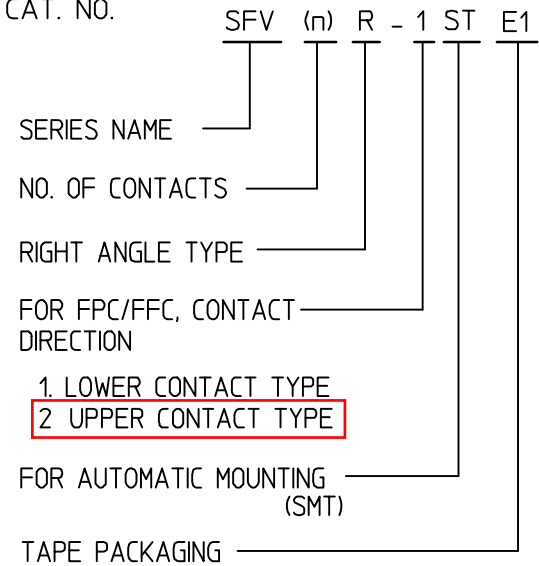 CAT. NO.
SFV (n) R - 1 ST E1
SERIES NAME
NO. OF CONTACTS
RIGHT ANGLE TYPE
FOR FPC/FFC, CONTACT
DIRECTION
1. LOWER CONTACT TYPE
2 UPPER CONTACT TYPE
FOR AUTOMATIC MOUNTING
(SMT)
TAPE PACKAGING